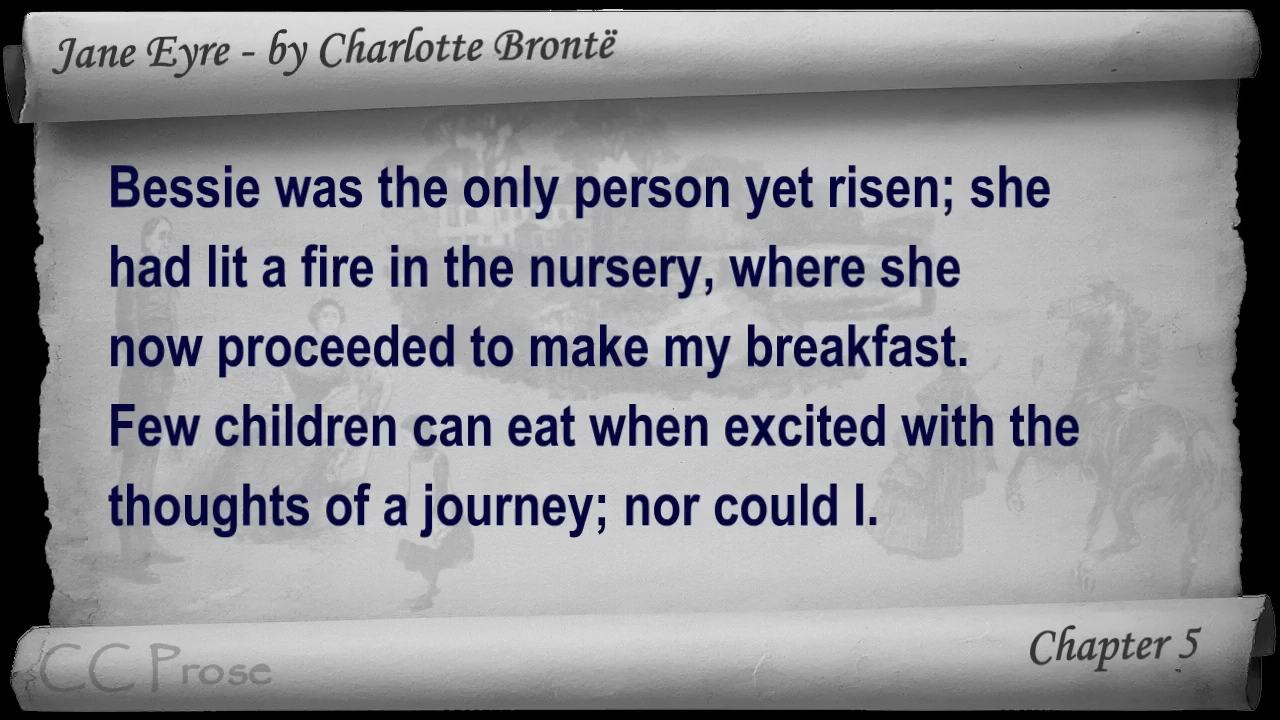 Jane Eyre - by Charlotte Brontë
Bessie was the only person yet risen; she
had lit a fire in the nursery, where she
now proceeded to make my breakfast.
Few children can eat when excited with the
thoughts of a journey; nor could I.
Chapter 5
CC Prose